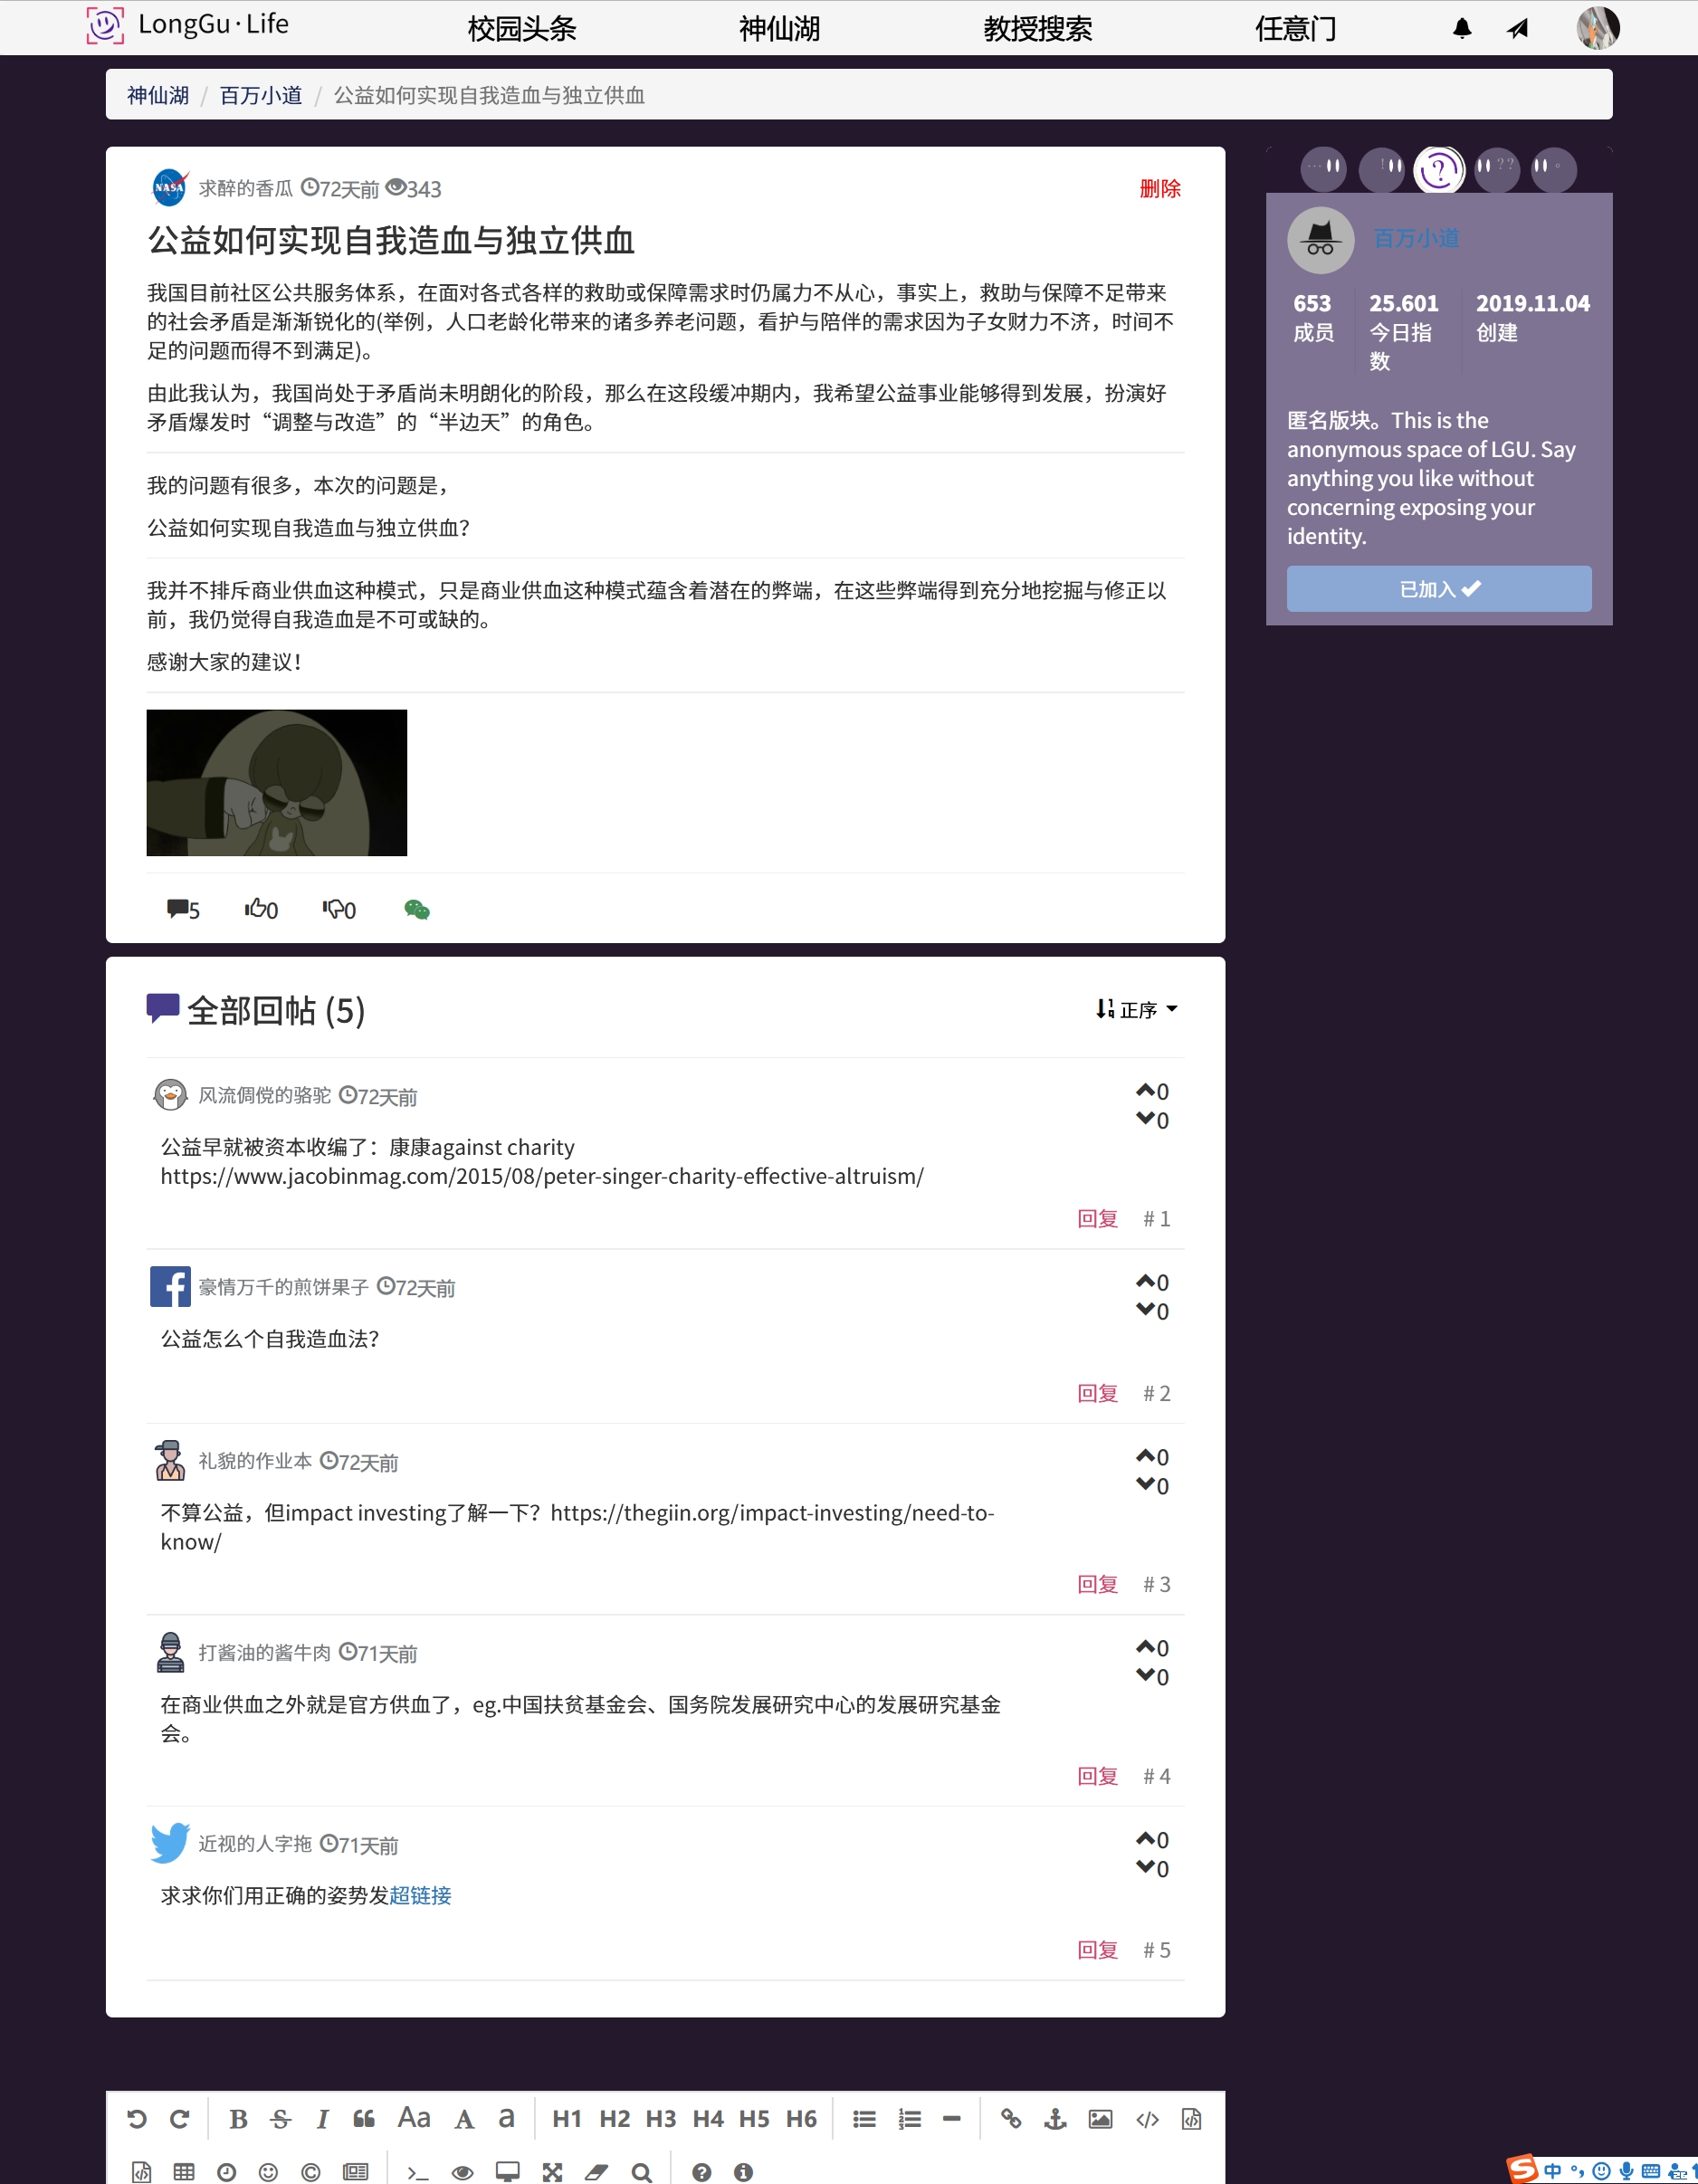 LongGu·Life 校园头条 神仙湖 教授搜索 任意门
神仙湖 / 百万小道 / 公益如何实现自我造血与独立供血
求醉的香瓜 72天前 343 删除
公益如何实现自我造血与独立供血
我国目前社区公共服务体系，在面对各式各样的救助或保障需求时仍属力不从心，事实上，救助与保障不足带来
的社会矛盾是渐渐锐化的(举例，人口老龄化带来的诸多养老问题，看护与陪伴的需求因为子女财力不济，时间不
足的问题而得不到满足)。
由此我认为，我国尚处于矛盾尚未明朗化的阶段，那么在这段缓冲期内，我希望公益事业能够得到发展，扮演好
矛盾爆发时“调整与改造”的“半边天”的角色。
我的问题有很多，本次的问题是，
公益如何实现自我造血与独立供血？
我并不排斥商业供血这种模式，只是商业供血这种模式蕴含着潜在的弊端，在这些弊端得到充分地挖掘与修正以
前，我仍觉得自我造血是不可或缺的。
感谢大家的建议！
5 0 0
NASA
百万小道
653 25.601 2019.11.04
成员 今日指 创建
数
匿名版块。This is the
anonymous space of LGU. Say
anything you like without
concerning exposing your
identity.
已加入
全部回帖 (5) 正序
风流倜傥的骆驼 72天前 0
0
公益早就被资本收编了：康康against charity
https://www.jacobinmag.com/2015/08/peter-singer-charity-effective-altruism/
回复 # 1
豪情万千的煎饼果子 72天前 0
0
公益怎么个自我造血法？
回复 # 2
礼貌的作业本 72天前 0
0
不算公益，但impact investing了解一下？https://thegiin.org/impact-investing/need-to-
know/
回复 # 3
打酱油的酱牛肉 71天前 0
0
在商业供血之外就是官方供血了，eg.中国扶贫基金会、国务院发展研究中心的发展研究基金
会。
回复 # 4
近视的人字拖 71天前 0
0
求求你们用正确的姿势发超链接
回复 # 5
B S I Aa A a H1 H2 H3 H4 H5 H6
中